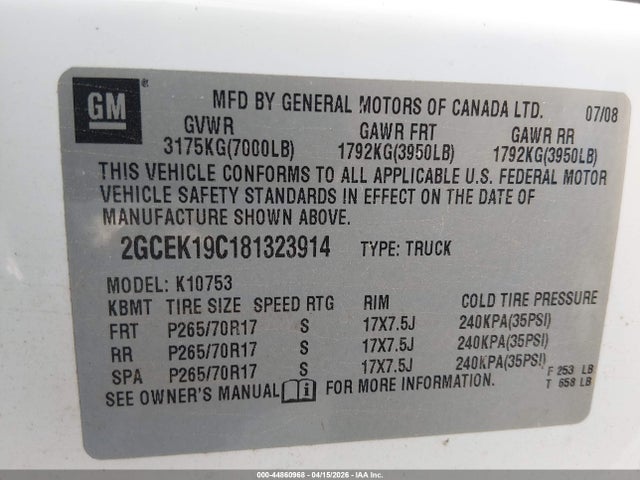 GM
MFD BY GENERAL MOTORS OF CANADA LTD. 07/08
GVWR GAWR FRT GAWR RR
3175KG(7000LB) 1792KG(3950LB) 1792KG(3950LB)
THIS VEHICLE CONFORMS TO ALL APPLICABLE U.S. FEDERAL MOTOR
VEHICLE SAFETY STANDARDS IN EFFECT ON THE DATE OF
MANUFACTURE SHOWN ABOVE.
2GCEK19C181323914 TYPE: TRUCK
MODEL: K10753
KBMT TIRE SIZE SPEED RTG RIM COLD TIRE PRESSURE
FRT P265/70R17 S 17X7.5J 240KPA(35PSI)
RR P265/70R17 S 17X7.5J 240KPA(35PSI)
SPA P265/70R17 S 17X7.5J 240KPA(35PSI)
F 253 LB
SEE OWNER'S MANUAL FOR MORE INFORMATION. T 658 LB
000-44860968 - 04/15/2026 - IAA, Inc.